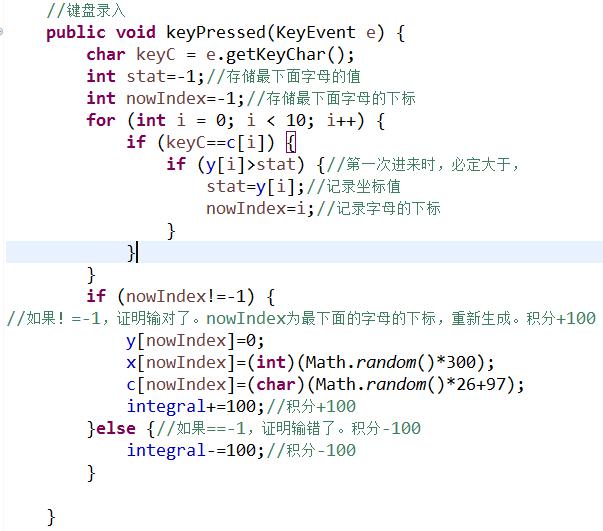 //键盘录入
public void keyPressed(KeyEvent e) {
char keyC = e.getKeyChar();
int stat=-1;//存储最下面字母的值
int nowIndex=-1;//存储最下面字母的下标
for (int i = 0; i < 10; i++) {
if (keyC==c[i]) {
if (y[i]>stat) {//第一次进来时，必定大于，
stat=y[i];//记录坐标值
nowIndex=i;//记录字母的下标
}
}
}
if (nowIndex!=-1) {
//如果！=-1，证明输对了。nowIndex为最下面的字母的下标，重新生成。积分+100
y[nowIndex]=0;
x[nowIndex]=(int)(Math.random()*300);
c[nowIndex]=(char)(Math.random()*26+97);
integral+=100;//积分+100
}else {//如果==-1，证明输错了。积分-100
integral-=100;//积分-100
}
}